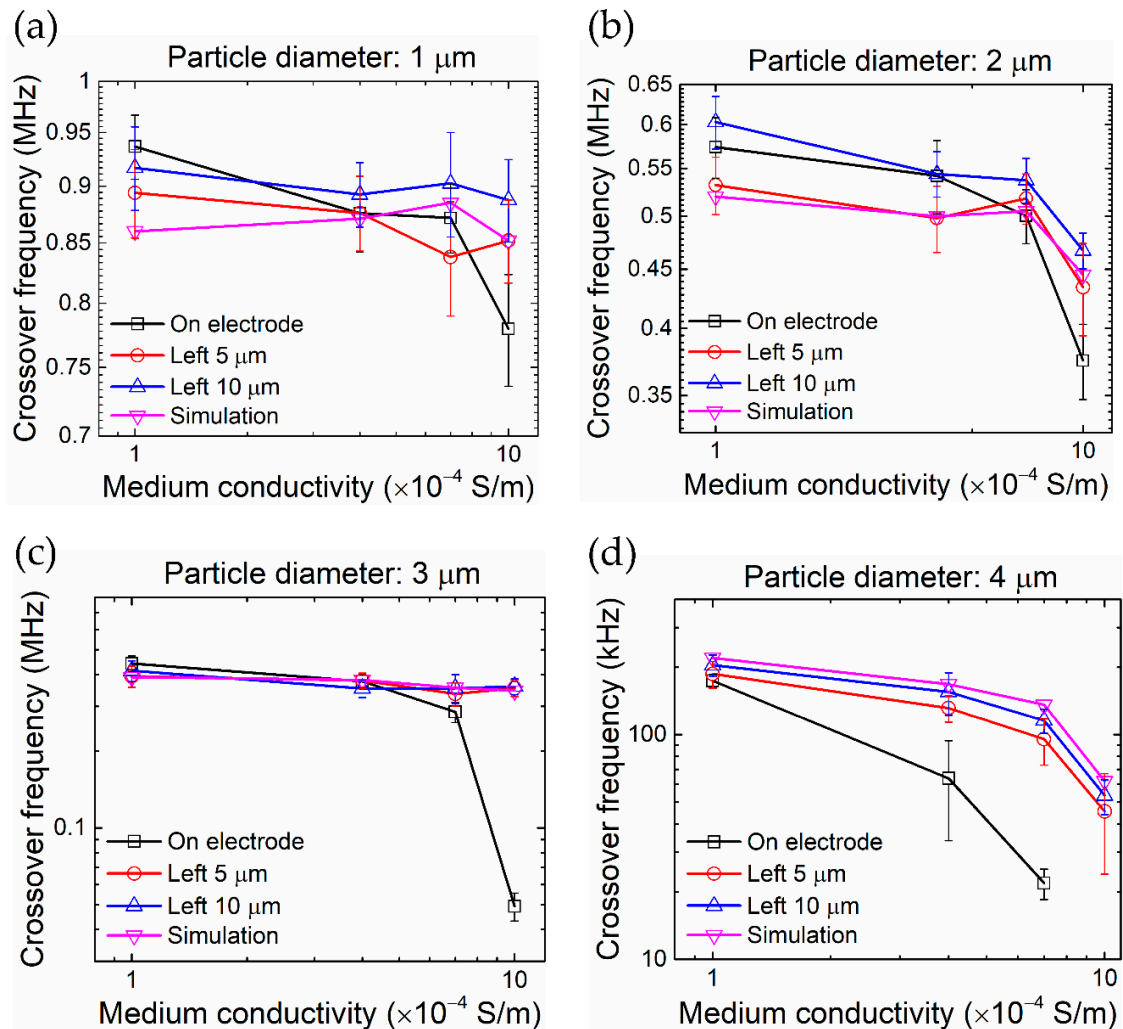 (a)
Particle diameter: 1 μm
Crossover frequency (MHz)
1
0.95
0.9
0.85
0.8
0.75
0.7
On electrode
Left 5 μm
Left 10 μm
Simulation
1
10
Medium conductivity (×10⁻⁴ S/m)
(b)
Particle diameter: 2 μm
Crossover frequency (MHz)
0.65
0.6
0.55
0.5
0.45
0.4
0.35
On electrode
Left 5 μm
Left 10 μm
Simulation
1
10
Medium conductivity (×10⁻⁴ S/m)
(c)
Particle diameter: 3 μm
Crossover frequency (MHz)
0.1
On electrode
Left 5 μm
Left 10 μm
Simulation
1
10
Medium conductivity (×10⁻⁴ S/m)
(d)
Particle diameter: 4 μm
Crossover frequency (kHz)
100
10
On electrode
Left 5 μm
Left 10 μm
Simulation
1
10
Medium conductivity (×10⁻⁴ S/m)